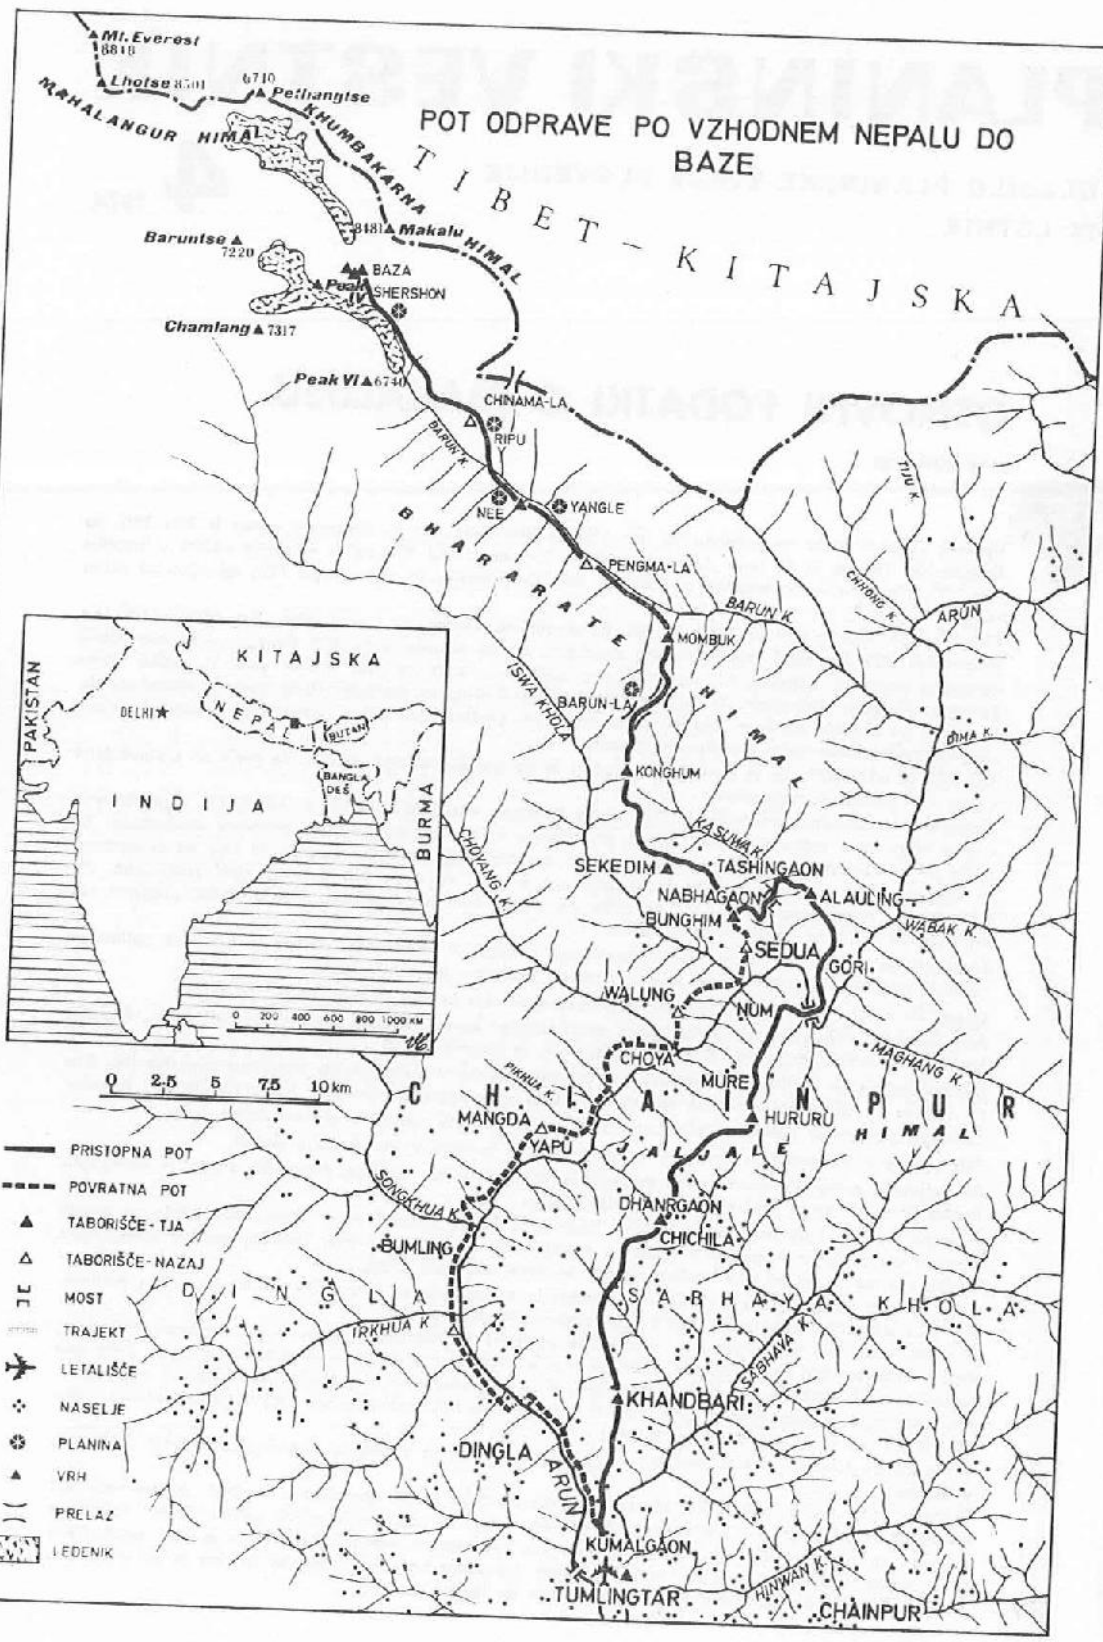 Mt. Everest
8848
Lhotse 8501
6710
Pethangtse
MAHALANGUR HIMAL
KHUMBAKARNA HIMAL
POT ODPRAVE PO VZHODNEM NEPALU DO
BAZE
TIBET - KITAJSKA
8481 Makalu
Baruntse
7220
BAZA
Peak IV
SHERSHON
Chamlang 7317
Peak VI 6740
CHINAMA-LA
RIPU
BARUN K.
TIJU K.
NEE
YANGLE
BHARARATE HIMAL
PENGMA-LA
CHHONG K.
BARUN K.
ARUN
MOMBUK
ISWA KHOLA
BARUN-LA
DIMA K.
KONGHUM
KASUWA K.
CHOYANG K.
SEKEDIM
TASHINGAON
NABHAGAON
ALAULING
BUNGHIM
WABAK K.
SEDUA
GORI
WALUNG
NUM
CHOYA
MAGHANG K.
PIKHUA K.
MURE
CHIAINPUR
MANGDA
HURURU
HIMAL
YAPU
JALJALE
SONGKHUA K.
DHANRGAON
BUMLING
CHICHILA
DINGLIA
SABHAYA KHOLA
IRKHUA K.
SABHAYA K.
KHANDBARI
DINGLA
ARUN
KUMALGAON
TUMLINGTAR
HINWAN K.
CHAINPUR
PAKISTAN
KITAJSKA
DELHI
NEPAL
BUTAN
BANGLA
DEŠ
INDIJA
BURMA
0 200 400 600 800 1000 KM
0 2.5 5 7.5 10 km
PRISTOPNA POT
POVRATNA POT
TABORIŠČE-TJA
TABORIŠČE-NAZAJ
MOST
TRAJEKT
LETALIŠČE
NASELJE
PLANINA
VRH
PRELAZ
LEDENIK